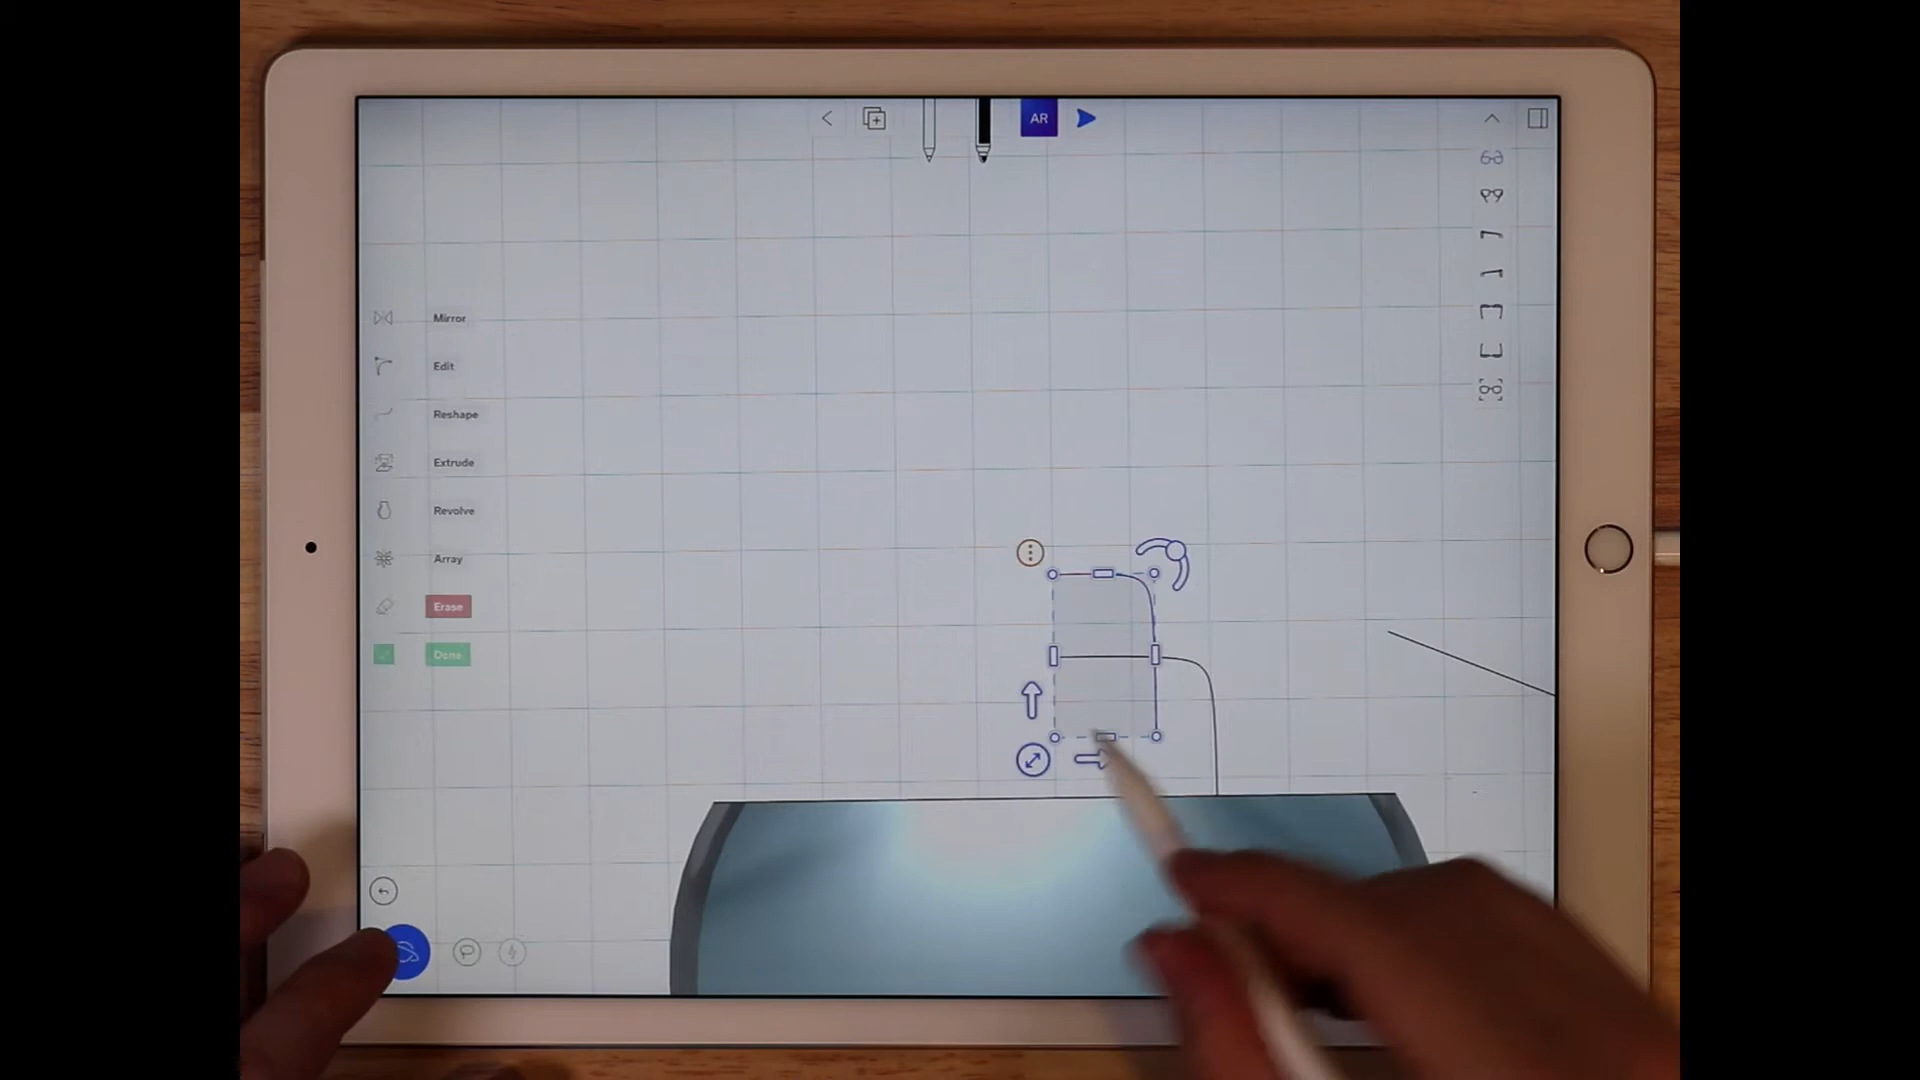 AR
Mirror
Edit
Reshape
Extrude
Revolve
Array
Erase
Done